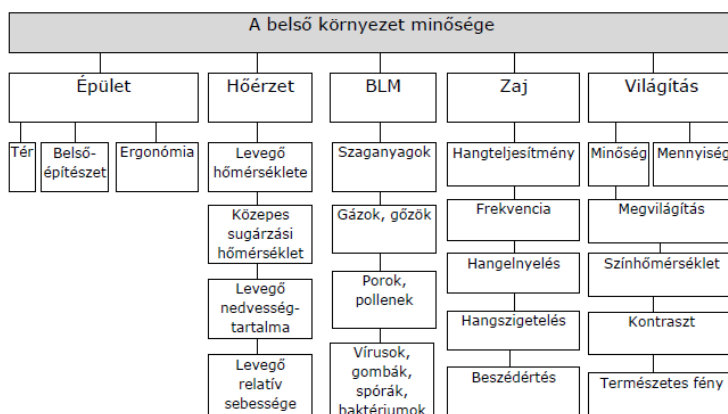 A belső környezet minősége
Épület
Hőérzet
BLM
Zaj
Világítás
Tér
Belső-
építészet
Ergonómia
Levegő
hőmérséklete
Közepes
sugárzási
hőmérséklet
Levegő
nedvesség-
tartalma
Levegő
relatív
sebessége
Szaganyagok
Gázok, gőzök
Porok,
pollenek
Vírusok,
gombák,
spórák,
baktériumok
Hangteljesítmény
Frekvencia
Hangelnyelés
Hangszigetelés
Beszédértés
Minőség
Mennyiség
Megvilágítás
Színhőmérséklet
Kontraszt
Természetes fény